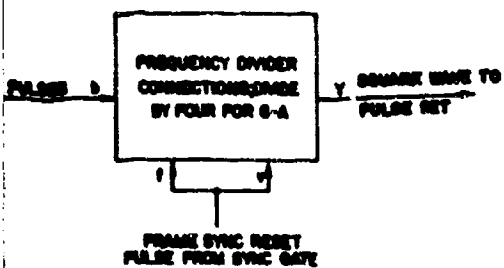 FREQUENCY DIVIDER
CONNECTIONS:DIVIDE
BY FOUR FOR 6-A
PULSES b
Y SQUARE WAVE TO
PULSE SET
f v
FRAME SYNC RESET
PULSE FROM SYNC GATE